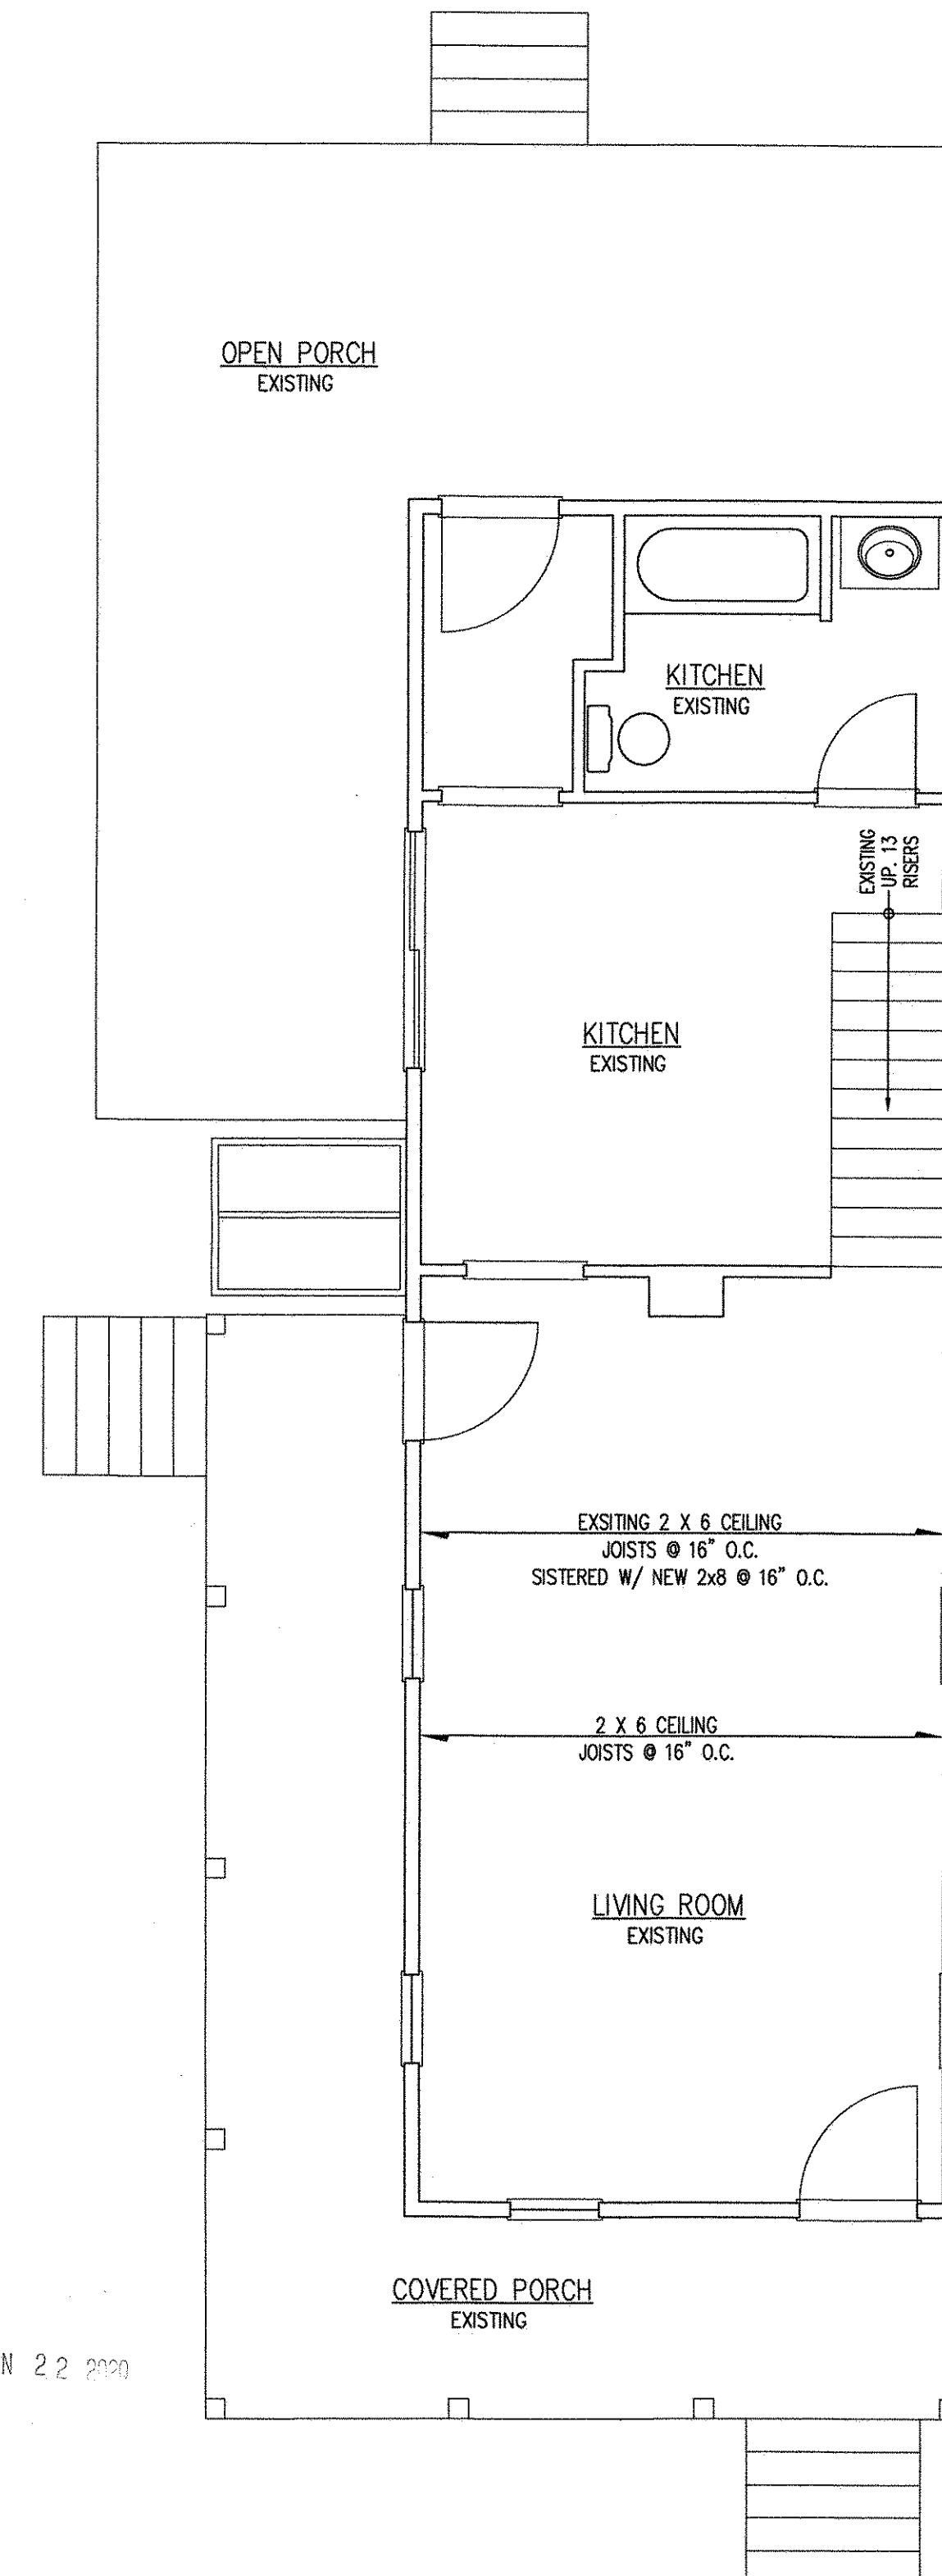 OPEN PORCH
EXISTING
KITCHEN
EXISTING
EXISTING
UP. 13
RISERS
KITCHEN
EXISTING
EXSITING 2 X 6 CEILING
JOISTS @ 16" O.C.
SISTERED W/ NEW 2x8 @ 16" O.C.
2 X 6 CEILING
JOISTS @ 16" O.C.
LIVING ROOM
EXISTING
COVERED PORCH
EXISTING
N 22 2020